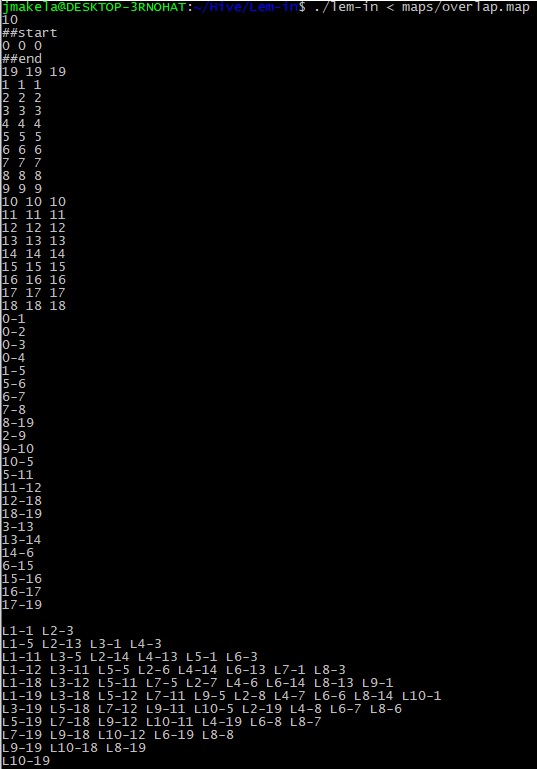 jmakela@DESKTOP-3RNOHAT:~/Hive/Lem-in$ ./lem-in < maps/overlap.map
10
##start
0 0 0
##end
19 19 19
1 1 1
2 2 2
3 3 3
4 4 4
5 5 5
6 6 6
7 7 7
8 8 8
9 9 9
10 10 10
11 11 11
12 12 12
13 13 13
14 14 14
15 15 15
16 16 16
17 17 17
18 18 18
0-1
0-2
0-3
0-4
1-5
5-6
6-7
7-8
8-19
2-9
9-10
10-5
5-11
11-12
12-18
18-19
3-13
13-14
14-6
6-15
15-16
16-17
17-19

L1-1 L2-3
L1-5 L2-13 L3-1 L4-3
L1-11 L3-5 L2-14 L4-13 L5-1 L6-3
L1-12 L3-11 L5-5 L2-6 L4-14 L6-13 L7-1 L8-3
L1-18 L3-12 L5-11 L7-5 L2-7 L4-6 L6-14 L8-13 L9-1
L1-19 L3-18 L5-12 L7-11 L9-5 L2-8 L4-7 L6-6 L8-14 L10-1
L3-19 L5-18 L7-12 L9-11 L10-5 L2-19 L4-8 L6-7 L8-6
L5-19 L7-18 L9-12 L10-11 L4-19 L6-8 L8-7
L7-19 L9-18 L10-12 L6-19 L8-8
L9-19 L10-18 L8-19
L10-19